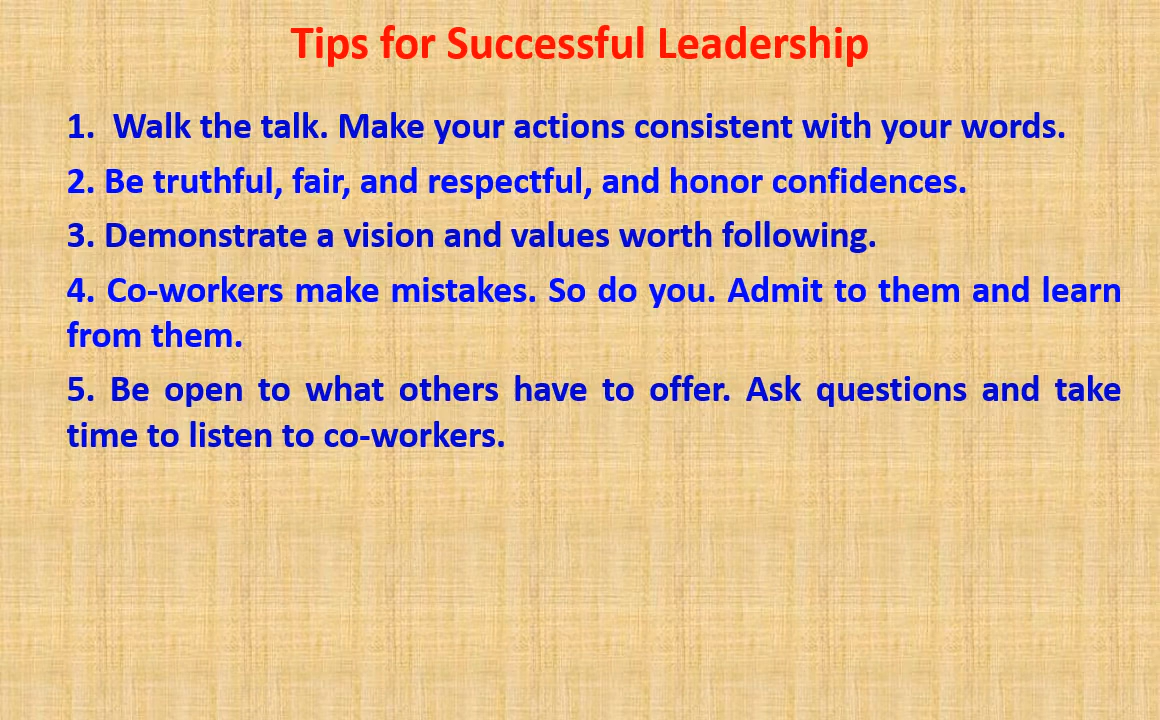 Tips for Successful Leadership
1.  Walk the talk. Make your actions consistent with your words.
2. Be truthful, fair, and respectful, and honor confidences.
3. Demonstrate a vision and values worth following.
4. Co-workers make mistakes. So do you. Admit to them and learn
from them.
5. Be open to what others have to offer. Ask questions and take
time to listen to co-workers.